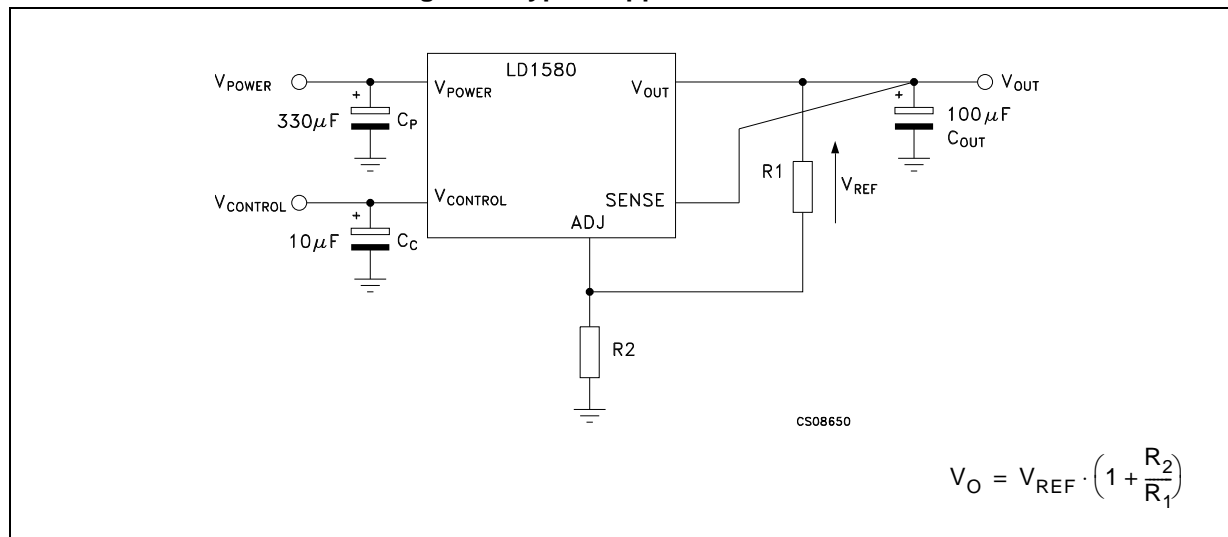 LD1580
VPOWER
VPOWER
VOUT
VOUT
+
330μF CP
+
100μF
COUT
R1
VREF
VCONTROL
VCONTROL
SENSE
ADJ
+
10μF CC
R2
CS08650
VO = VREF · (1 + R2/R1)